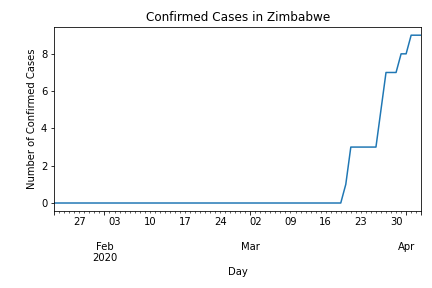 Confirmed Cases in Zimbabwe
Number of Confirmed Cases
8
6
4
2
0
27 03 10 17 24 02 09 16 23 30
Feb Mar Apr
2020
Day